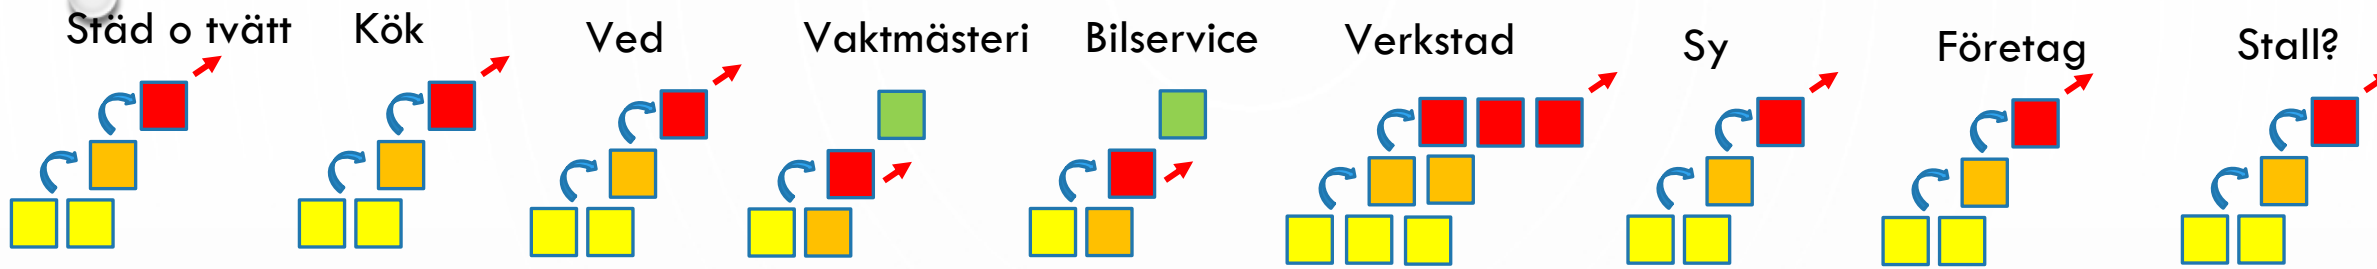 Städ o tvätt
Kök
Ved
Vaktmästeri
Bilservice
Verkstad
Sy
Företag
Stall?